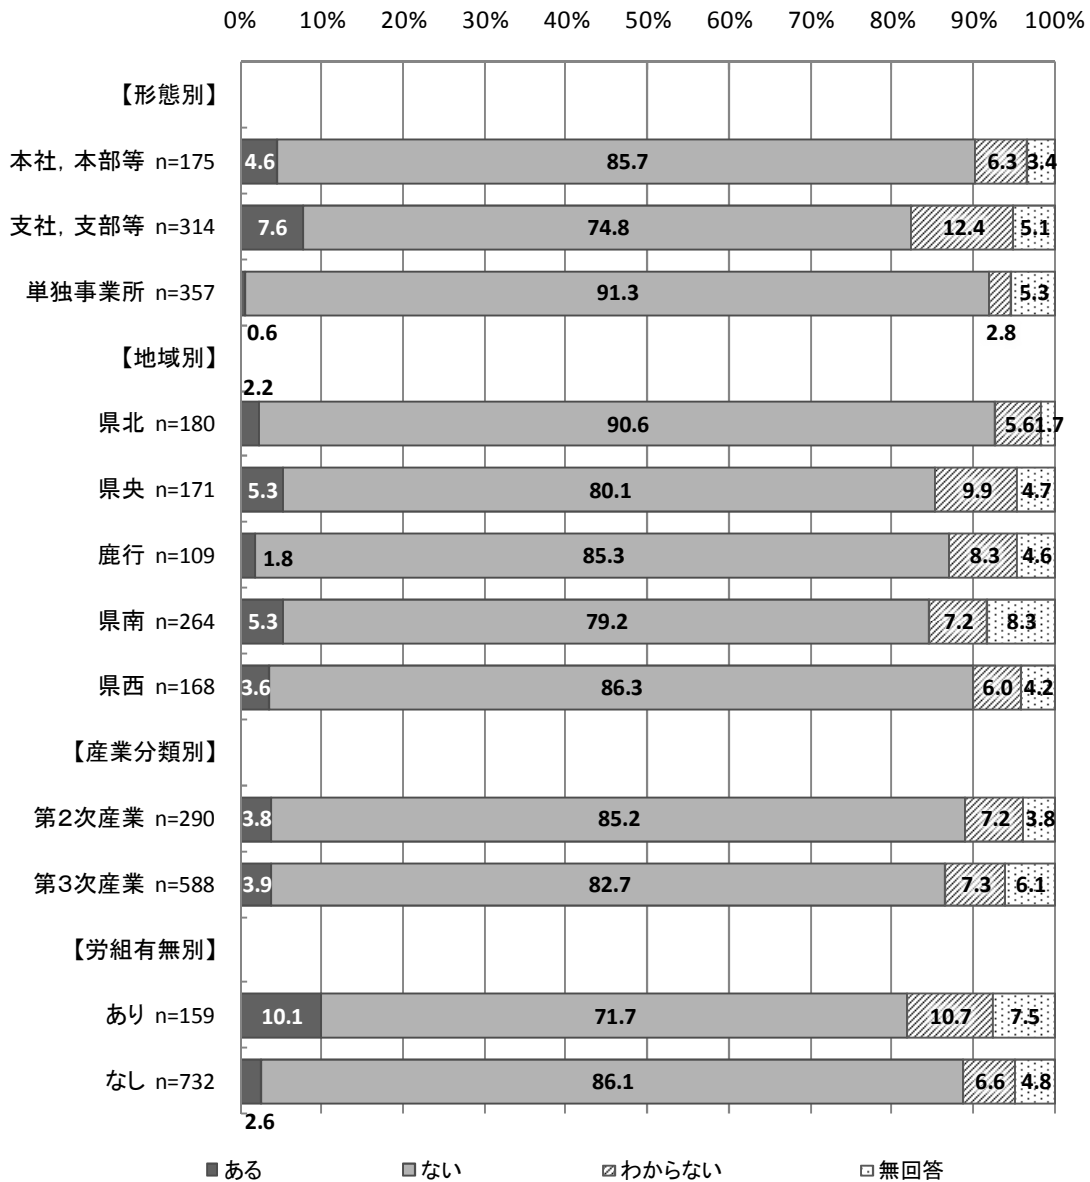 0% 10% 20% 30% 40% 50% 60% 70% 80% 90% 100%
【形態別】
本社，本部等 n=175 4.6 85.7 6.3 3.4
支社，支部等 n=314 7.6 74.8 12.4 5.1
単独事業所 n=357 91.3 5.3
0.6 2.8
【地域別】
2.2
県北 n=180 90.6 5.6 1.7
県央 n=171 5.3 80.1 9.9 4.7
鹿行 n=109 1.8 85.3 8.3 4.6
県南 n=264 5.3 79.2 7.2 8.3
県西 n=168 3.6 86.3 6.0 4.2
【産業分類別】
第２次産業 n=290 3.8 85.2 7.2 3.8
第３次産業 n=588 3.9 82.7 7.3 6.1
【労組有無別】
あり n=159 10.1 71.7 10.7 7.5
なし n=732 86.1 6.6 4.8
2.6
ある ない わからない 無回答